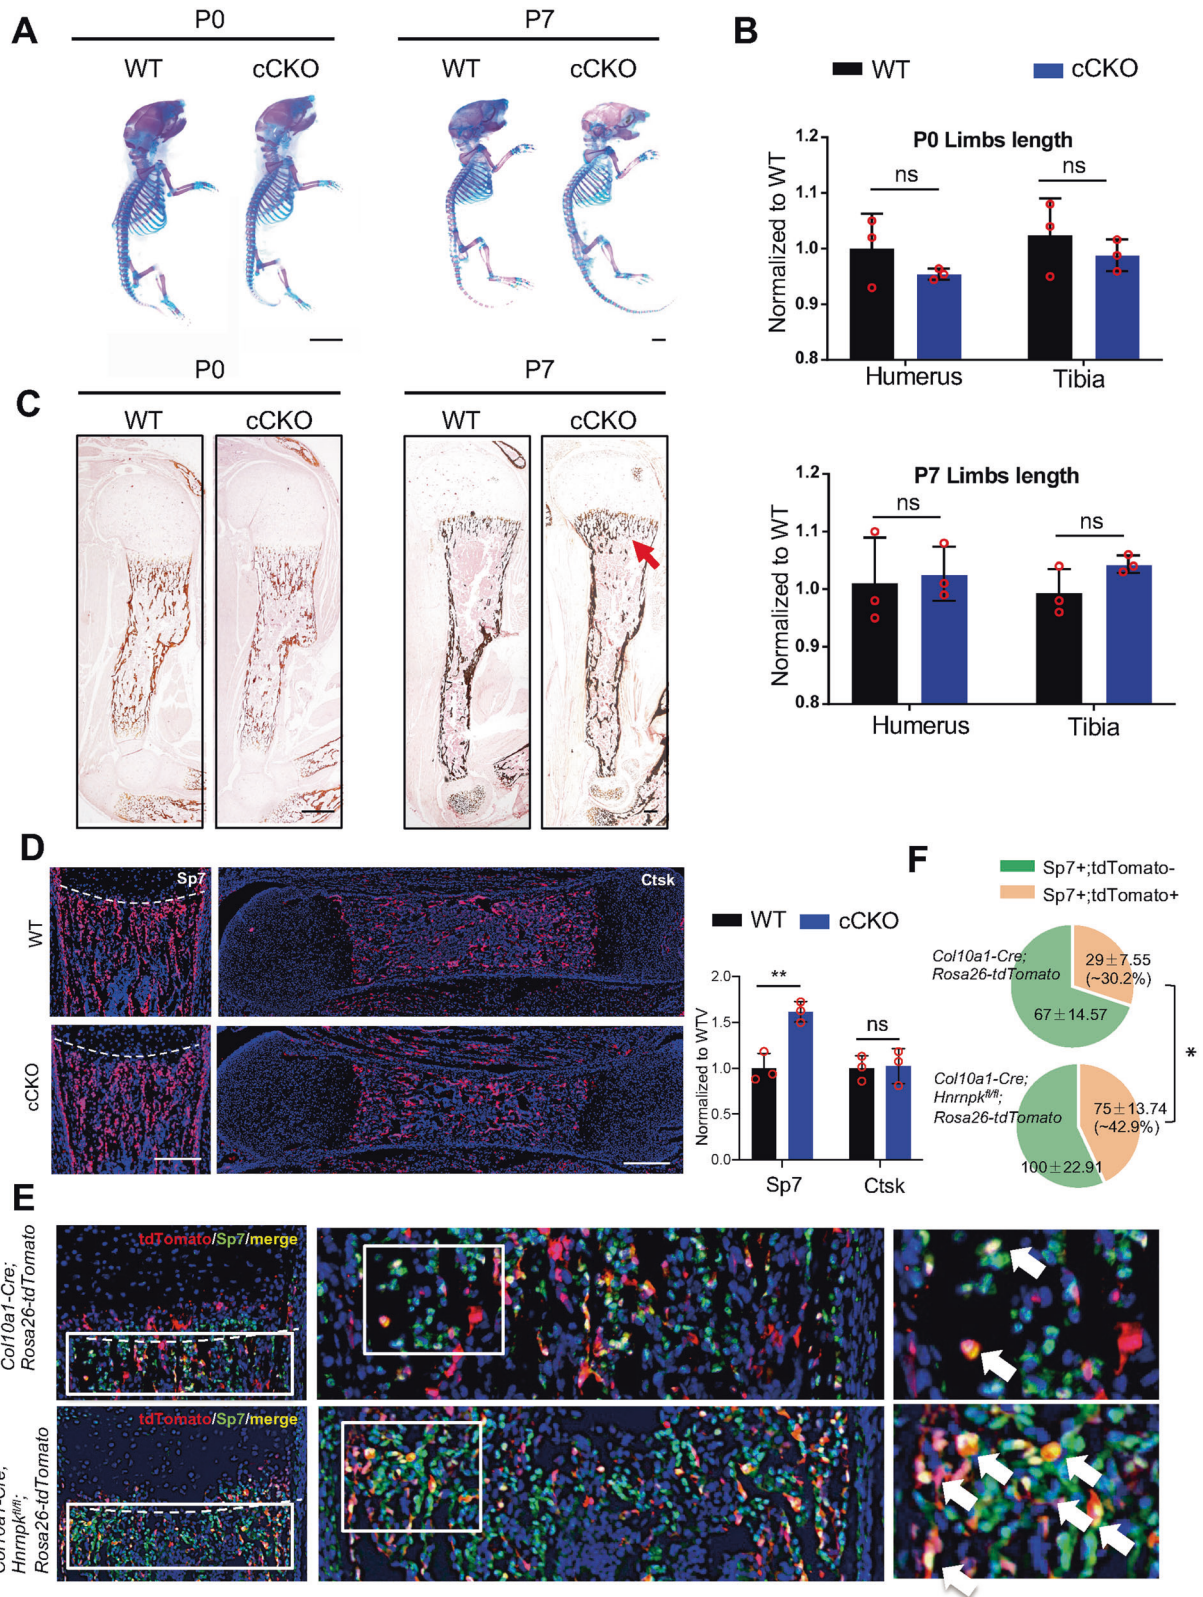 A
P0
P7
WT
cCKO
WT
cCKO
B
WT
cCKO
P0 Limbs length
Normalized to WT
1.2
1.1
1.0
0.9
0.8
ns
ns
Humerus
Tibia
P7 Limbs length
Normalized to WT
1.2
1.1
1.0
0.9
0.8
ns
ns
Humerus
Tibia
C
P0
P7
WT
cCKO
WT
cCKO
D
Sp7
Ctsk
WT
cCKO
WT
cCKO
Normalized to WTV
2.0
1.5
1.0
0.5
0.0
**
ns
Sp7
Ctsk
F
Sp7+;tdTomato-
Sp7+;tdTomato+
Col10a1-Cre;
Rosa26-tdTomato
29±7.55
(~30.2%)
67±14.57
*
Col10a1-Cre;
Hnrnpkfl/fl;
Rosa26-tdTomato
75±13.74
(~42.9%)
100±22.91
E
Col10a1-Cre;
Rosa26-tdTomato
tdTomato/Sp7/merge
Col10a1-Cre;
Hnrnpkfl/fl;
Rosa26-tdTomato
tdTomato/Sp7/merge